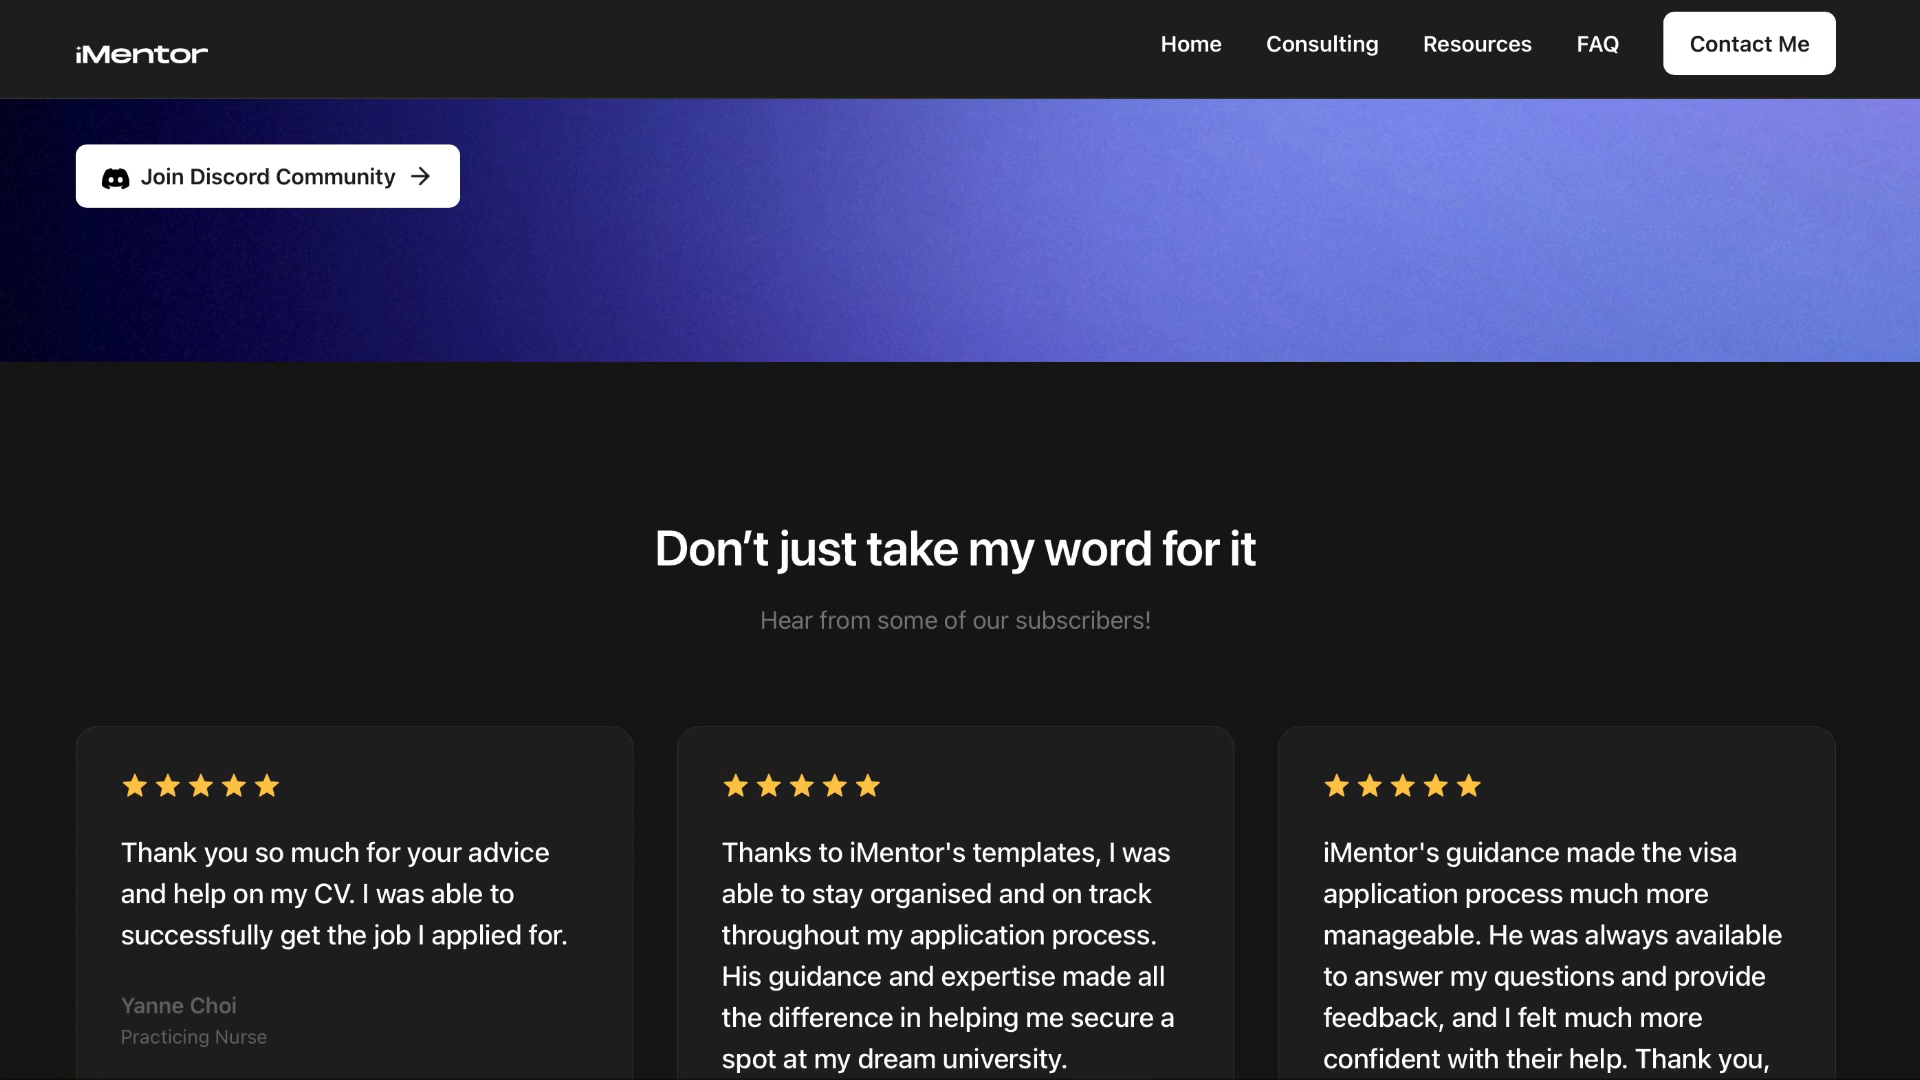 iMentor
Home
Consulting
Resources
FAQ
Contact Me
Join Discord Community →
Don’t just take my word for it
Hear from some of our subscribers!
Thank you so much for your advice
and help on my CV. I was able to
successfully get the job I applied for.
Yanne Choi
Practicing Nurse
Thanks to iMentor's templates, I was
able to stay organised and on track
throughout my application process.
His guidance and expertise made all
the difference in helping me secure a
spot at my dream university.
iMentor's guidance made the visa
application process much more
manageable. He was always available
to answer my questions and provide
feedback, and I felt much more
confident with their help. Thank you,